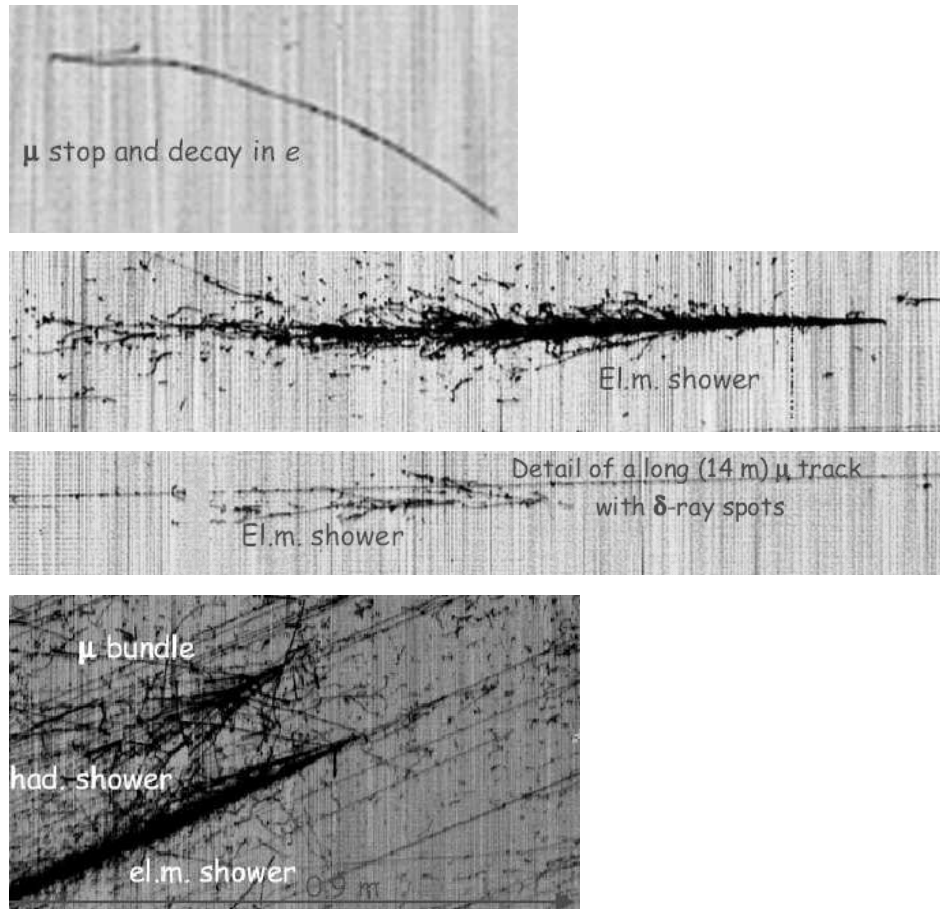 μ stop and decay in e
El.m. shower
Detail of a long (14 m) μ track
with δ-ray spots
El.m. shower
μ bundle
had. shower
el.m. shower
0.9 m